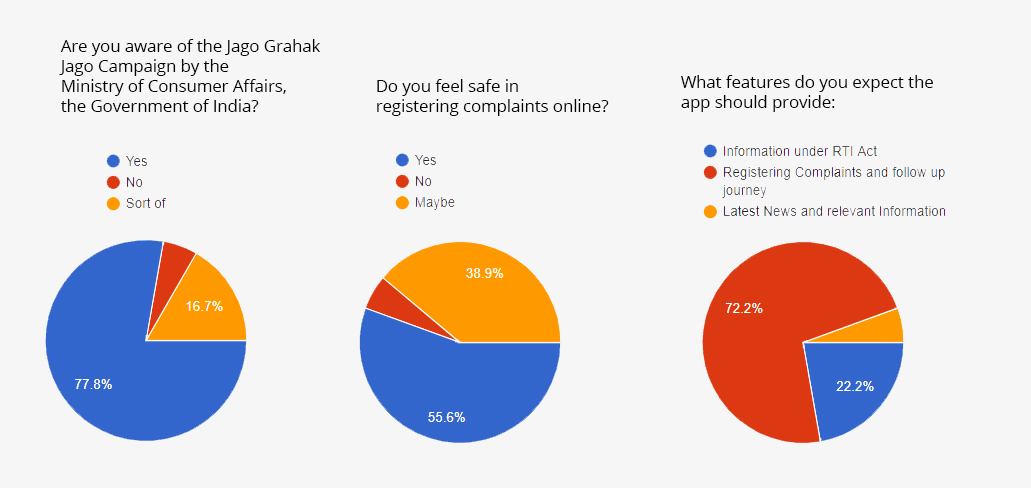 Are you aware of the Jago Grahak
Jago Campaign by the
Ministry of Consumer Affairs,
the Government of India?
Yes
No
Sort of
16.7%
77.8%
Do you feel safe in
registering complaints online?
Yes
No
Maybe
38.9%
55.6%
What features do you expect the
app should provide:
Information under RTI Act
Registering Complaints and follow up
journey
Latest News and relevant Information
72.2%
22.2%